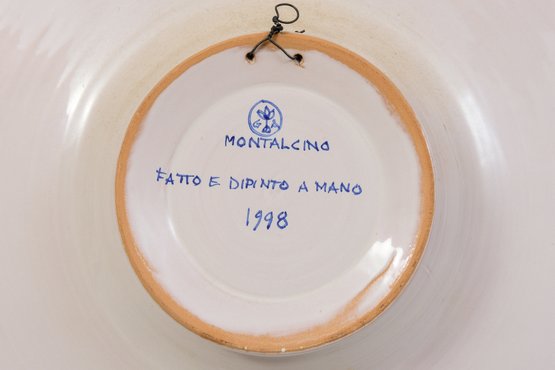 MONTALCINO
FATTO E DIPINTO A MANO
1998